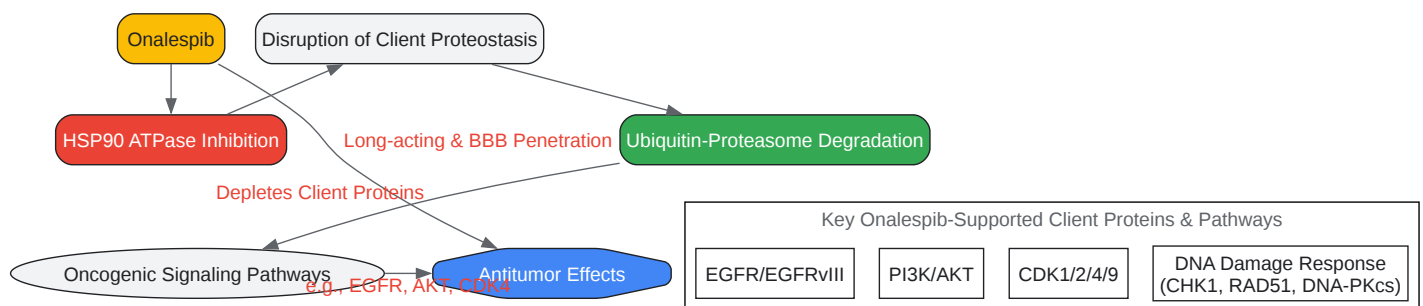 Onalespib
Disruption of Client Proteostasis
HSP90 ATPase Inhibition
Long-acting & BBB Penetration
Ubiquitin-Proteasome Degradation
Depletes Client Proteins
Key Onalespib-Supported Client Proteins & Pathways
Oncogenic Signaling Pathways
e.g., EGFR, AKT, CDK4
Antitumor Effects
EGFR/EGFRvIII
PI3K/AKT
CDK1/2/4/9
DNA Damage Response
(CHK1, RAD51, DNA-PKcs)